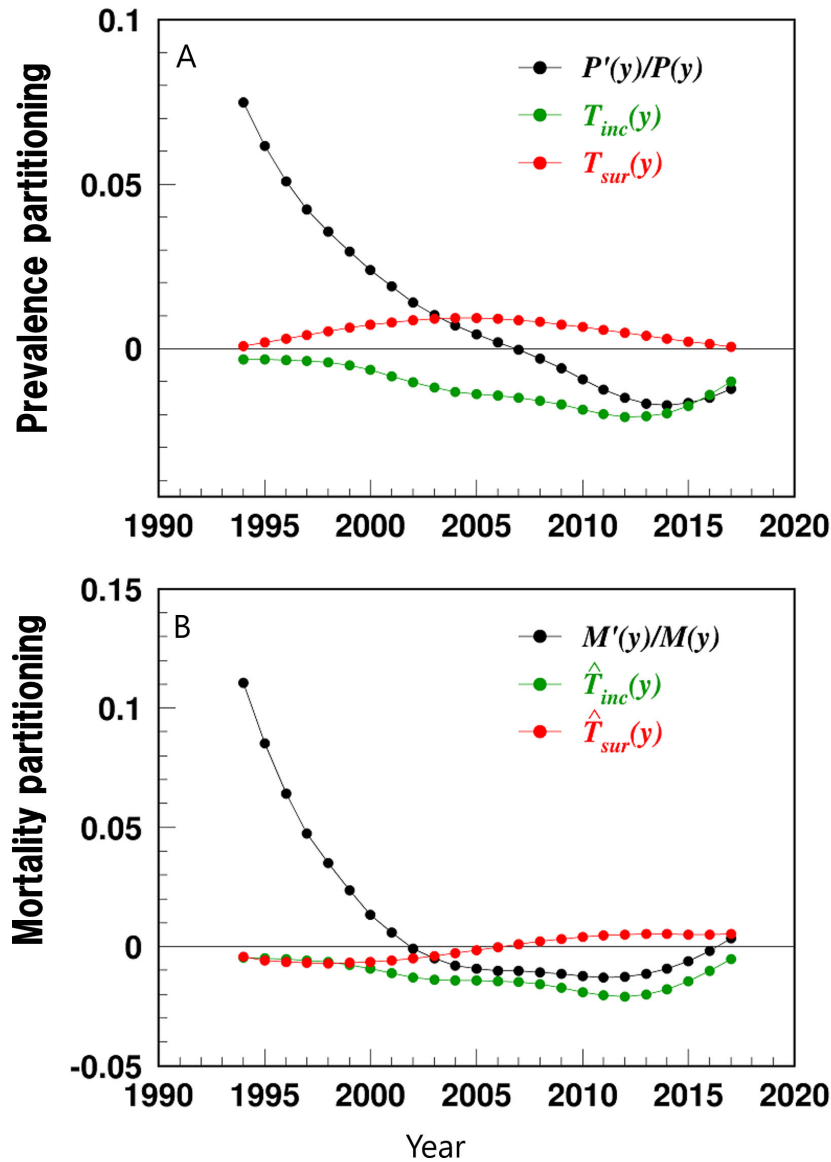 Prevalence partitioning
A
0.1
0.05
0
P'(y)/P(y)
T_inc(y)
T_sur(y)
1990 1995 2000 2005 2010 2015 2020
Mortality partitioning
B
0.15
0.1
0.05
0
-0.05
M'(y)/M(y)
T̂_inc(y)
T̂_sur(y)
1990 1995 2000 2005 2010 2015 2020
Year